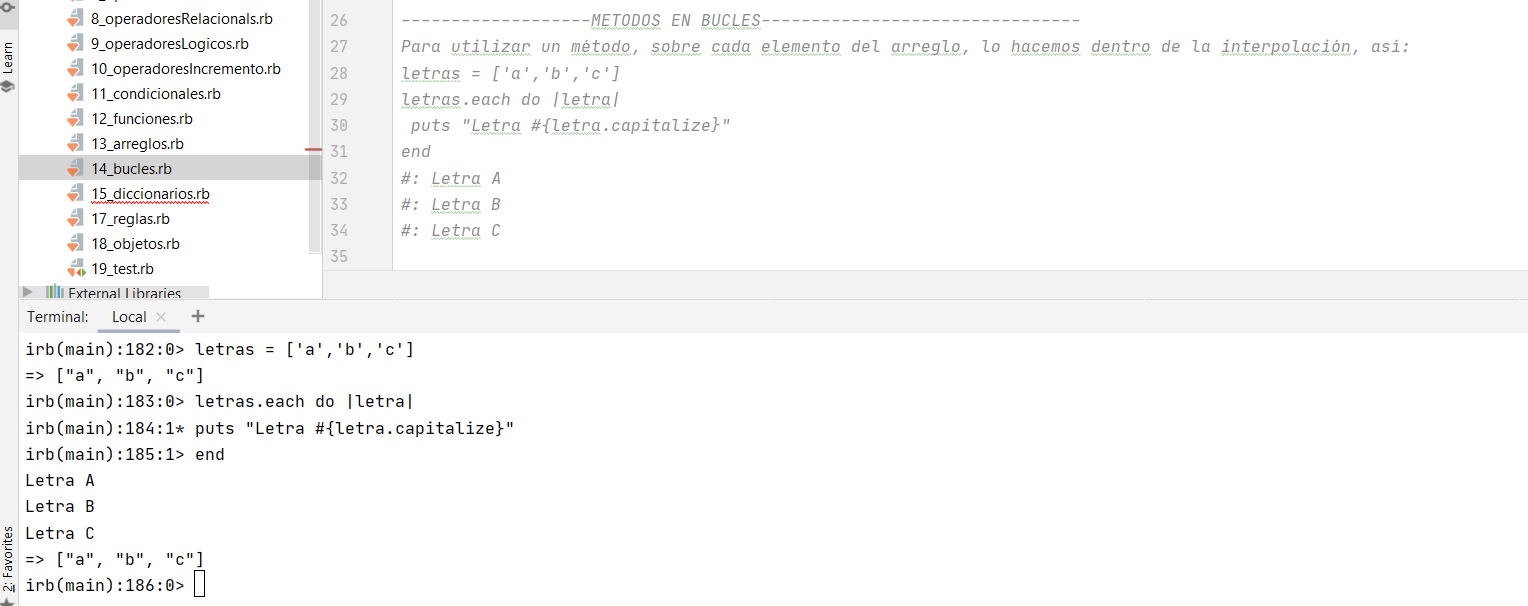 8_operadoresRelacionals.rb
9_operadoresLogicos.rb
10_operadoresIncremento.rb
11_condicionales.rb
12_funciones.rb
13_arreglos.rb
14_bucles.rb
15_diccionarios.rb
17_reglas.rb
18_objetos.rb
19_test.rb
External Libraries
Learn
2: Favorites
26 -------------------METODOS EN BUCLES--------------------------------
27 Para utilizar un método, sobre cada elemento del arreglo, lo hacemos dentro de la interpolación, asi:
28 letras = ['a','b','c']
29 letras.each do |letra|
30  puts "Letra #{letra.capitalize}"
31 end
32 #: Letra A
33 #: Letra B
34 #: Letra C
35
Terminal: Local × +
irb(main):182:0> letras = ['a','b','c']
=> ["a", "b", "c"]
irb(main):183:0> letras.each do |letra|
irb(main):184:1* puts "Letra #{letra.capitalize}"
irb(main):185:1> end
Letra A
Letra B
Letra C
=> ["a", "b", "c"]
irb(main):186:0>